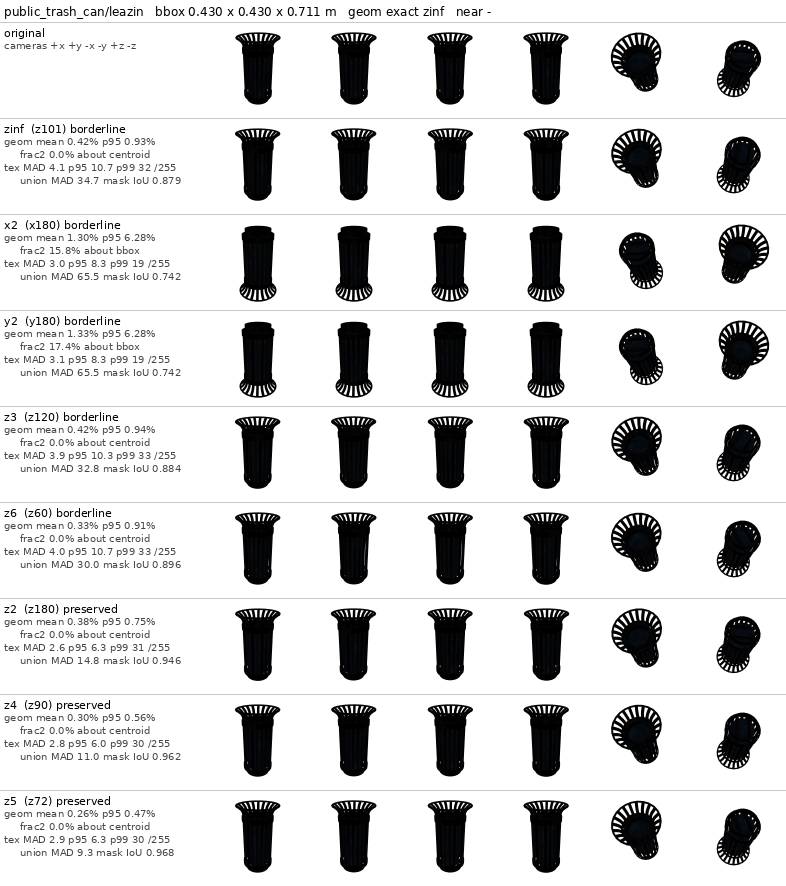 public_trash_can/leazin bbox 0.430 x 0.430 x 0.711 m geom exact zinf near -
original
cameras +x +y -x -y +z -z
zinf (z101) borderline
geom mean 0.42% p95 0.93%
frac2 0.0% about centroid
tex MAD 4.1 p95 10.7 p99 32 /255
union MAD 34.7 mask IoU 0.879
x2 (x180) borderline
geom mean 1.30% p95 6.28%
frac2 15.8% about bbox
tex MAD 3.0 p95 8.3 p99 19 /255
union MAD 65.5 mask IoU 0.742
y2 (y180) borderline
geom mean 1.33% p95 6.28%
frac2 17.4% about bbox
tex MAD 3.1 p95 8.3 p99 19 /255
union MAD 65.5 mask IoU 0.742
z3 (z120) borderline
geom mean 0.42% p95 0.94%
frac2 0.0% about centroid
tex MAD 3.9 p95 10.3 p99 33 /255
union MAD 32.8 mask IoU 0.884
z6 (z60) borderline
geom mean 0.33% p95 0.91%
frac2 0.0% about centroid
tex MAD 4.0 p95 10.7 p99 33 /255
union MAD 30.0 mask IoU 0.896
z2 (z180) preserved
geom mean 0.38% p95 0.75%
frac2 0.0% about centroid
tex MAD 2.6 p95 6.3 p99 31 /255
union MAD 14.8 mask IoU 0.946
z4 (z90) preserved
geom mean 0.30% p95 0.56%
frac2 0.0% about centroid
tex MAD 2.8 p95 6.0 p99 30 /255
union MAD 11.0 mask IoU 0.962
z5 (z72) preserved
geom mean 0.26% p95 0.47%
frac2 0.0% about centroid
tex MAD 2.9 p95 6.3 p99 30 /255
union MAD 9.3 mask IoU 0.968